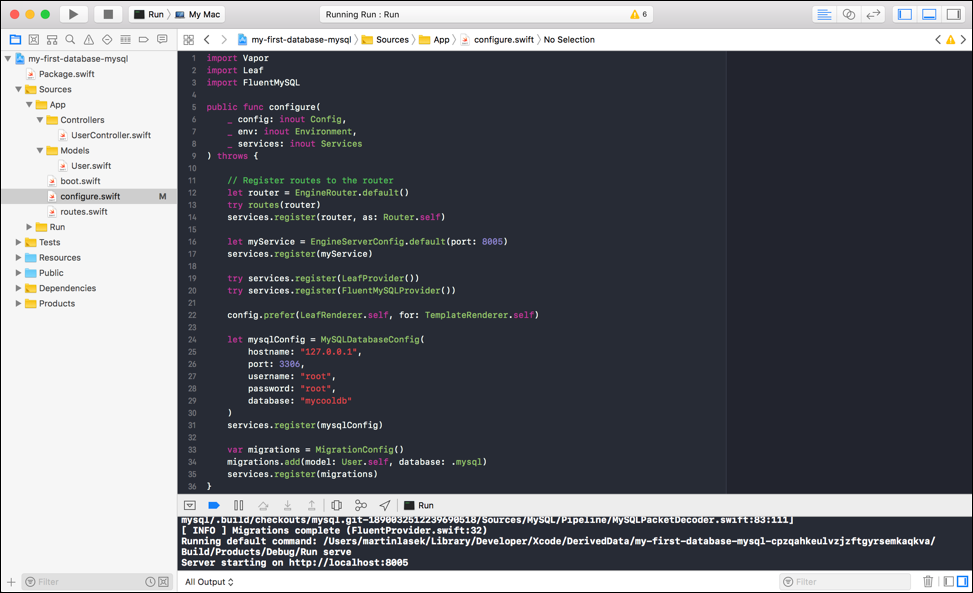 Run 〉 My Mac
Running Run : Run
6
my-first-database-mysql 〉 Sources 〉 App 〉 configure.swift 〉 No Selection
my-first-database-mysql
Package.swift
Sources
App
Controllers
UserController.swift
Models
User.swift
boot.swift
configure.swift M
routes.swift
Run
Tests
Resources
Public
Dependencies
Products
1 import Vapor
2 import Leaf
3 import FluentMySQL
4
5 public func configure(
6     _ config: inout Config,
7     _ env: inout Environment,
8     _ services: inout Services
9 ) throws {
10
11     // Register routes to the router
12     let router = EngineRouter.default()
13     try routes(router)
14     services.register(router, as: Router.self)
15
16     let myService = EngineServerConfig.default(port: 8005)
17     services.register(myService)
18
19     try services.register(LeafProvider())
20     try services.register(FluentMySQLProvider())
21
22     config.prefer(LeafRenderer.self, for: TemplateRenderer.self)
23
24     let mysqlConfig = MySQLDatabaseConfig(
25         hostname: "127.0.0.1",
26         port: 3306,
27         username: "root",
28         password: "root",
29         database: "mycooldb"
30     )
31     services.register(mysqlConfig)
32
33     var migrations = MigrationConfig()
34     migrations.add(model: User.self, database: .mysql)
35     services.register(migrations)
36 }
Run
mysql/.build/checkouts/mysql.git-1890032512239690518/Sources/MySQL/Pipeline/MySQLPacketDecoder.swift:83:111]
[ INFO ] Migrations complete (FluentProvider.swift:32)
Running default command: /Users/martinlasek/Library/Developer/Xcode/DerivedData/my-first-database-mysql-cpzqahkeulvzjzftgyrsemkaqkva/
Build/Products/Debug/Run serve
Server starting on http://localhost:8005
Filter
All Output
Filter